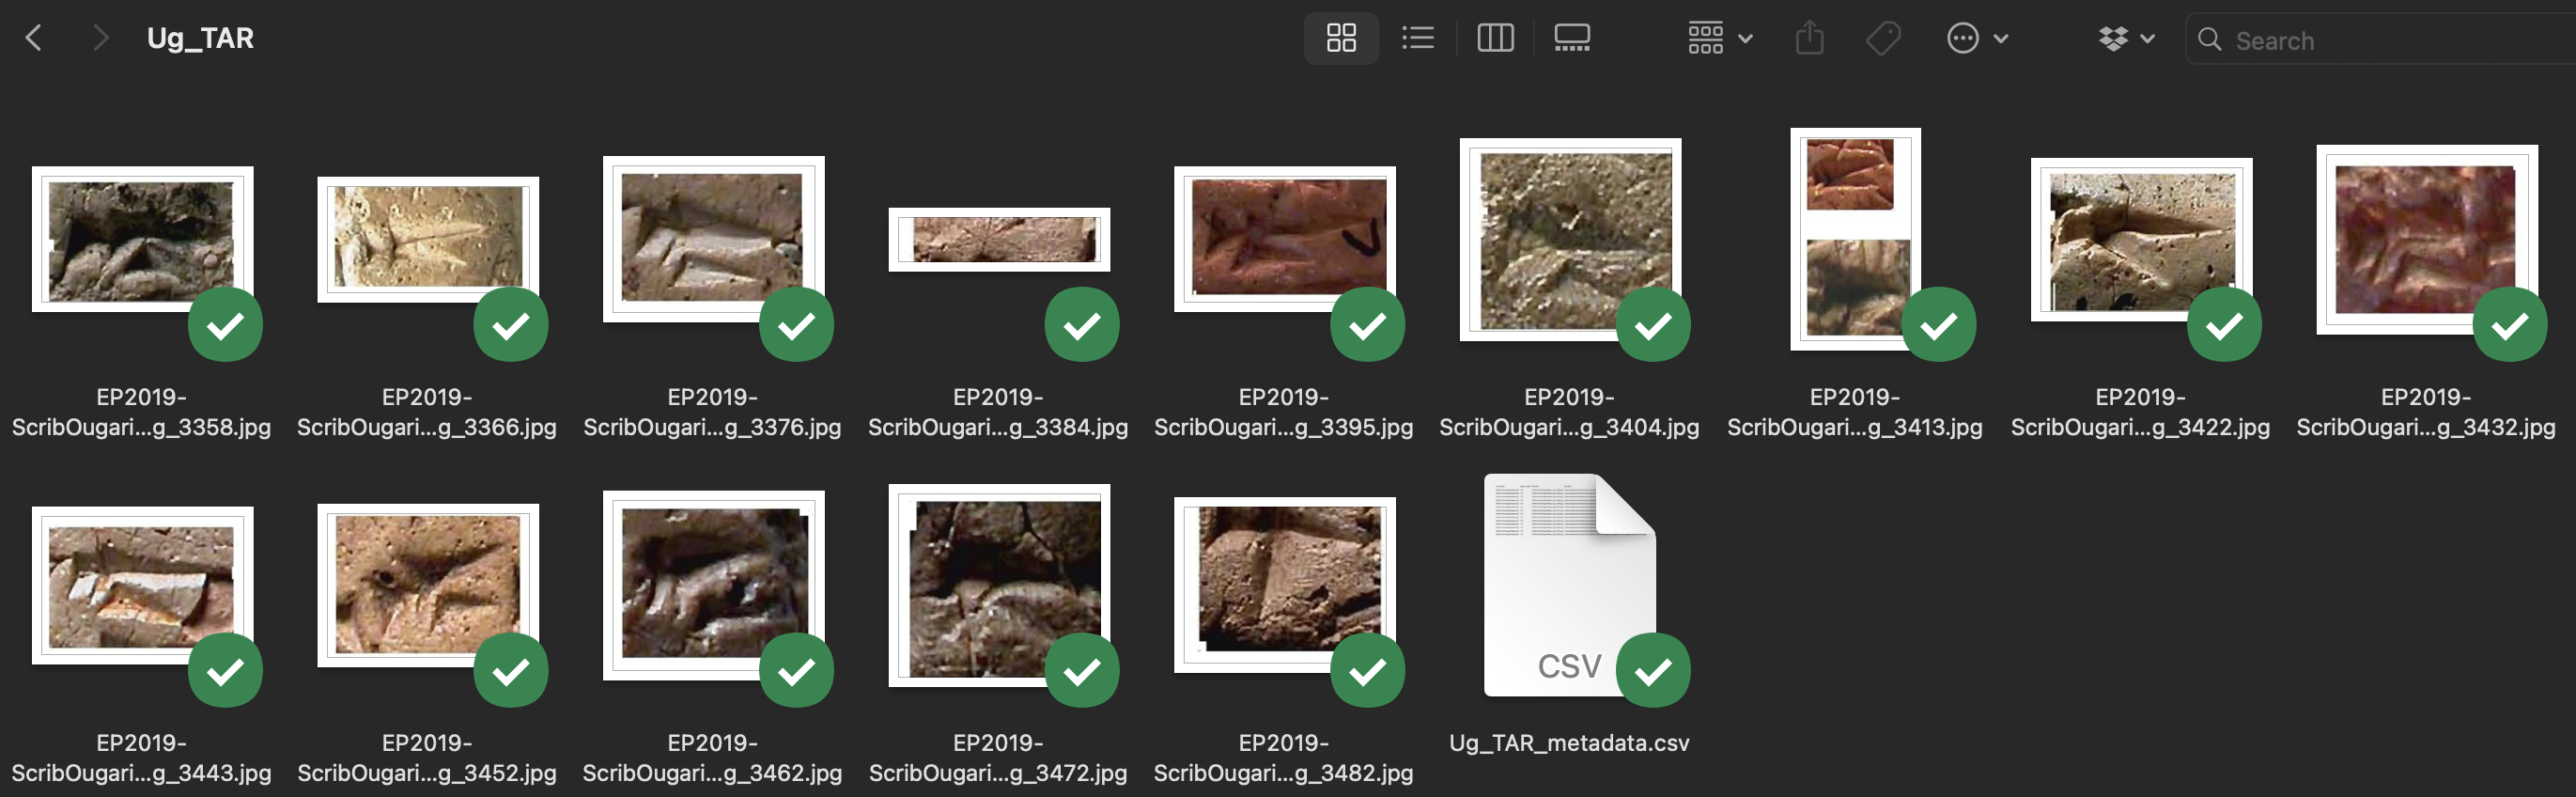 Ug_TAR
Search
EP2019-
ScribOugari...g_3358.jpg
EP2019-
ScribOugari...g_3366.jpg
EP2019-
ScribOugari...g_3376.jpg
EP2019-
ScribOugari...g_3384.jpg
EP2019-
ScribOugari...g_3395.jpg
EP2019-
ScribOugari...g_3404.jpg
EP2019-
ScribOugari...g_3413.jpg
EP2019-
ScribOugari...g_3422.jpg
EP2019-
ScribOugari...g_3432.jpg
EP2019-
ScribOugari...g_3443.jpg
EP2019-
ScribOugari...g_3452.jpg
EP2019-
ScribOugari...g_3462.jpg
EP2019-
ScribOugari...g_3472.jpg
EP2019-
ScribOugari...g_3482.jpg
CSV
Ug_TAR_metadata.csv